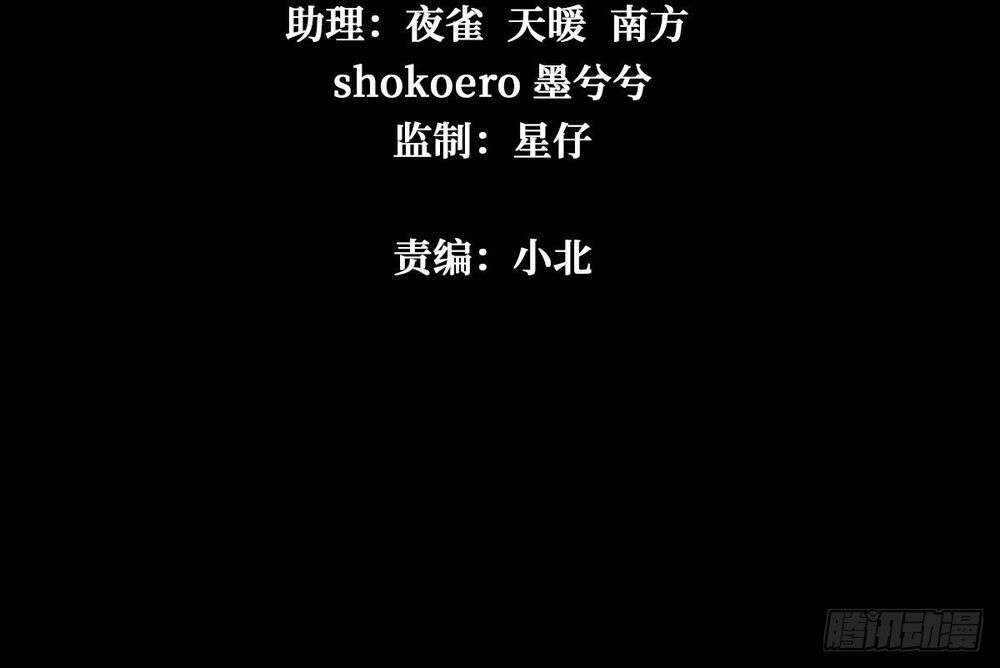 助理：夜雀 天暖 南方
shokoero 墨兮兮
监制：星仔
责编：小北
腾讯动漫